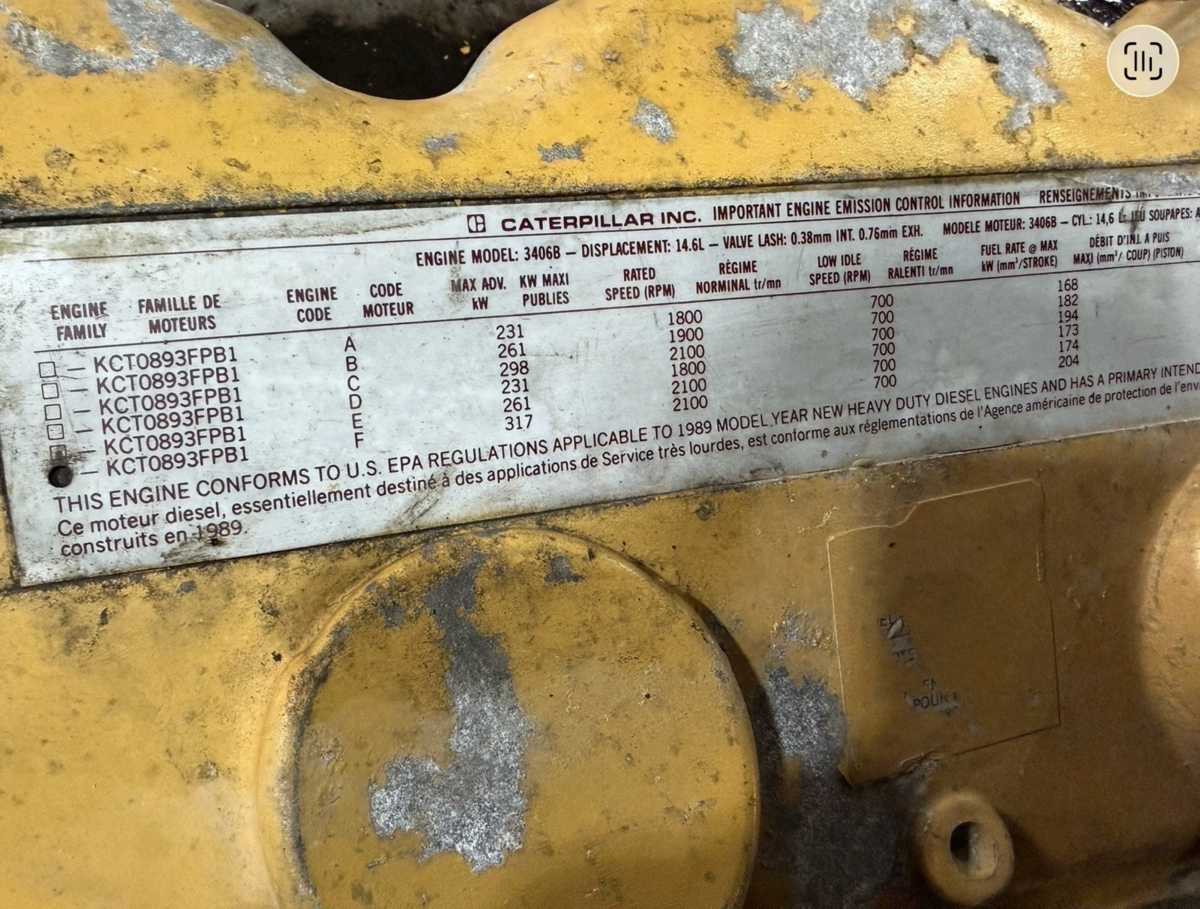 CATERPILLAR INC. IMPORTANT ENGINE EMISSION CONTROL INFORMATION RENSEIGNEMENTS
ENGINE MODEL: 3406B – DISPLACEMENT: 14.6L – VALVE LASH: 0.38mm INT. 0.76mm EXH. MODELE MOTEUR: 3406B – CYL.: 14,6 L. JEU SOUPAPES: A
ENGINE FAMILY FAMILLE DE MOTEURS ENGINE CODE CODE MOTEUR MAX ADV. kW KW MAXI PUBLIES RATED SPEED (RPM) RÉGIME NORMINAL tr/mn LOW IDLE SPEED (RPM) RÉGIME RALENTI tr/mn FUEL RATE @ MAX kW (mm³/STROKE) DÉBIT D'INJ. A PUIS MAXI (mm³/ COUP) (PISTON)
– KCT0893FPB1 A 231 1800 700 168
– KCT0893FPB1 B 261 1900 700 182
– KCT0893FPB1 C 298 2100 700 194
– KCT0893FPB1 D 231 1800 700 173
– KCT0893FPB1 E 261 2100 700 174
– KCT0893FPB1 F 317 2100 700 204
THIS ENGINE CONFORMS TO U.S. EPA REGULATIONS APPLICABLE TO 1989 MODEL YEAR NEW HEAVY DUTY DIESEL ENGINES AND HAS A PRIMARY INTEND
Ce moteur diesel, essentiellement destiné à des applications de Service très lourdes, est conforme aux réglementations de l'Agence américaine de protection de l'env
construits en 1989.
POUR